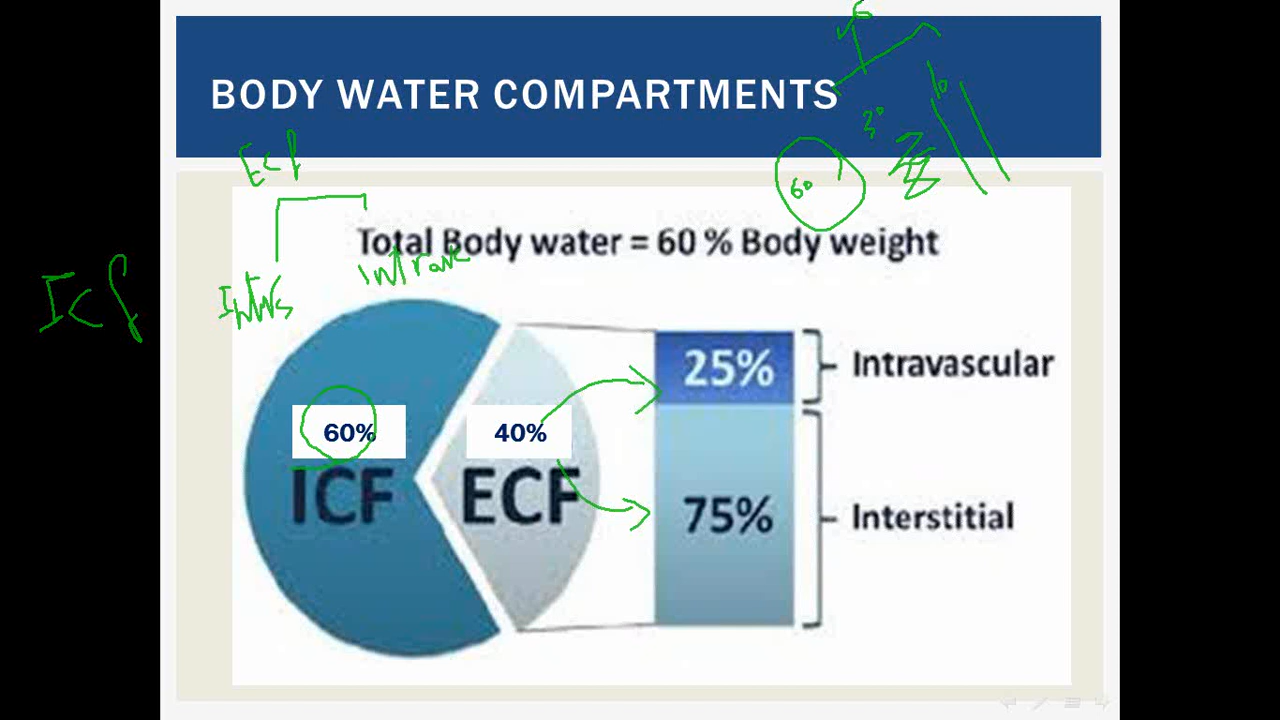 BODY WATER COMPARTMENTS
Ecf
60
Total Body water = 60 % Body weight
Icf
25%
Intravascular
60%
40%
ICF
ECF
75%
Interstitial